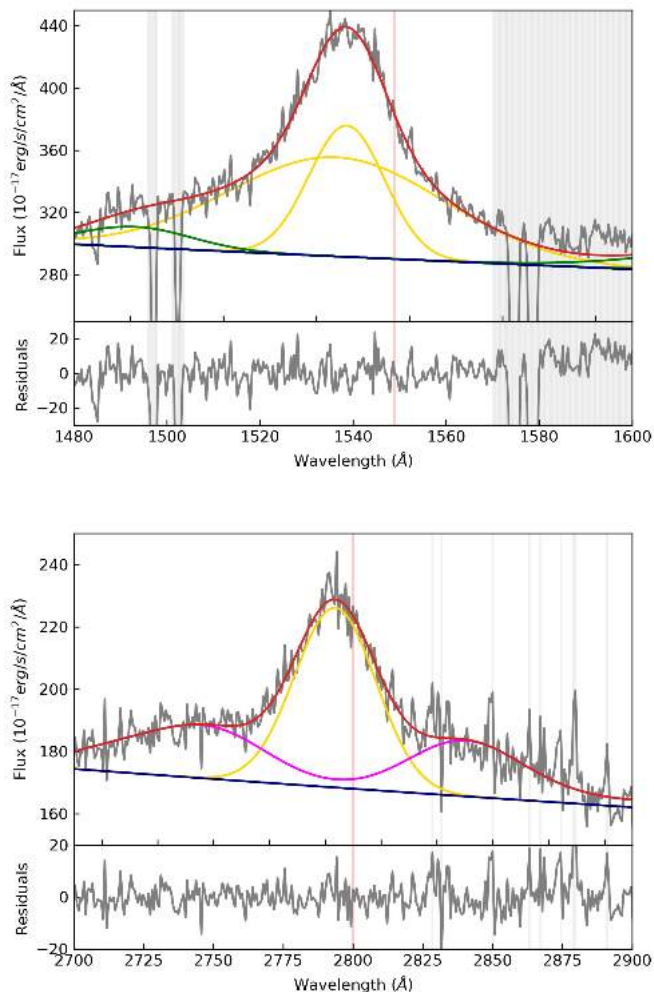 440
400
360
320
280
Flux (10⁻¹⁷erg/s/cm²/Å)
20
0
−20
Residuals
1480 1500 1520 1540 1560 1580 1600
Wavelength (Å)
240
220
200
180
160
Flux (10⁻¹⁷erg/s/cm²/Å)
20
0
−20
Residuals
2700 2725 2750 2775 2800 2825 2850 2875 2900
Wavelength (Å)